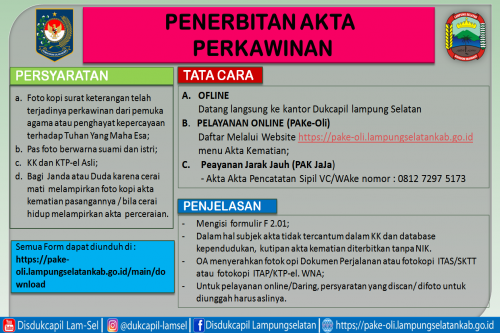 PENERBITAN AKTA
PERKAWINAN
PERSYARATAN
a. Foto kopi surat keterangan telah
terjadinya perkawinan dari pemuka
agama atau penghayat kepercayaan
terhadap Tuhan Yang Maha Esa;
b. Pas foto berwarna suami dan istri;
c. KK dan KTP-el Asli;
d. Bagi Janda atau Duda karena cerai
mati melampirkan foto kopi akta
kematian pasangannya / bila cerai
hidup melampirkan akta perceraian.
Semua Form dapat diunduh di :
https://pake-
oli.lampungselatankab.go.id/main/do
wnload
TATA CARA
A. OFLINE
Datang langsung ke kantor Dukcapil lampung Selatan
B. PELAYANAN ONLINE (PAKe-Oli)
Daftar Melalui Website https://pake-oli.lampungselatankab.go.id
menu Akta Kematian;
C. Peayanan Jarak Jauh (PAK JaJa)
- Akta Akta Pencatatan Sipil VC/WAke nomor : 0812 7297 5173
PENJELASAN
- Mengisi formulir F 2.01;
- Dalam hal subjek akta tidak tercantum dalam KK dan database
kependudukan, kutipan akta kematian diterbitkan tanpa NIK.
- OA menyerahkan fotok opi Dokumen Perjalanan atau fotokopi ITAS/SKTT
atau fotokopi ITAP/KTP-el. WNA;
- Untuk pelayanan online/Daring, persyaratan yang discan/difoto untuk
diunggah harus aslinya.
Disdukcapil Lam-Sel
@dukcapil-lamsel
Disdukcapil Lampungselatan
https://pake-oli.lampungselatankab.go.id